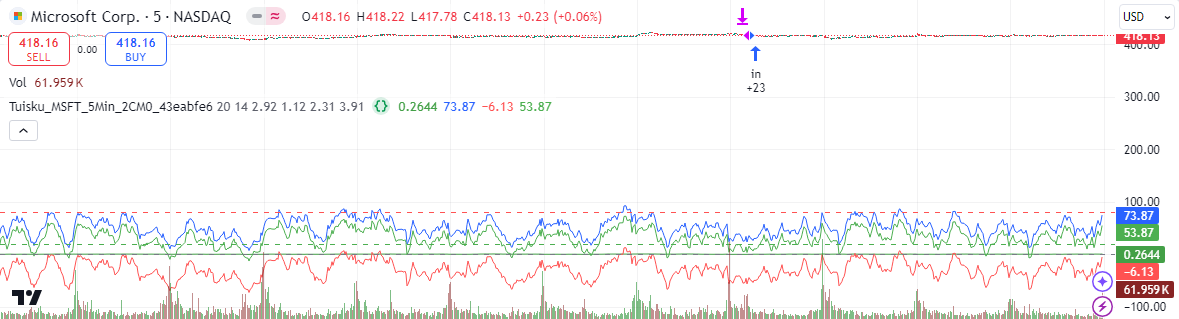 Microsoft Corp. · 5 · NASDAQ O418.16 H418.22 L417.78 C418.13 +0.23 (+0.06%)
USD
418.16 SELL
0.00
418.16 BUY
418.13
400.00
Vol 61.959 K
in
+23
300.00
Tuisku_MSFT_5Min_2CM0_43eabfe6 20 14 2.92 1.12 2.31 3.91 {} 0.2644 73.87 −6.13 53.87
200.00
100.00
73.87
53.87
0.2644
−6.13
61.959 K
−100.00